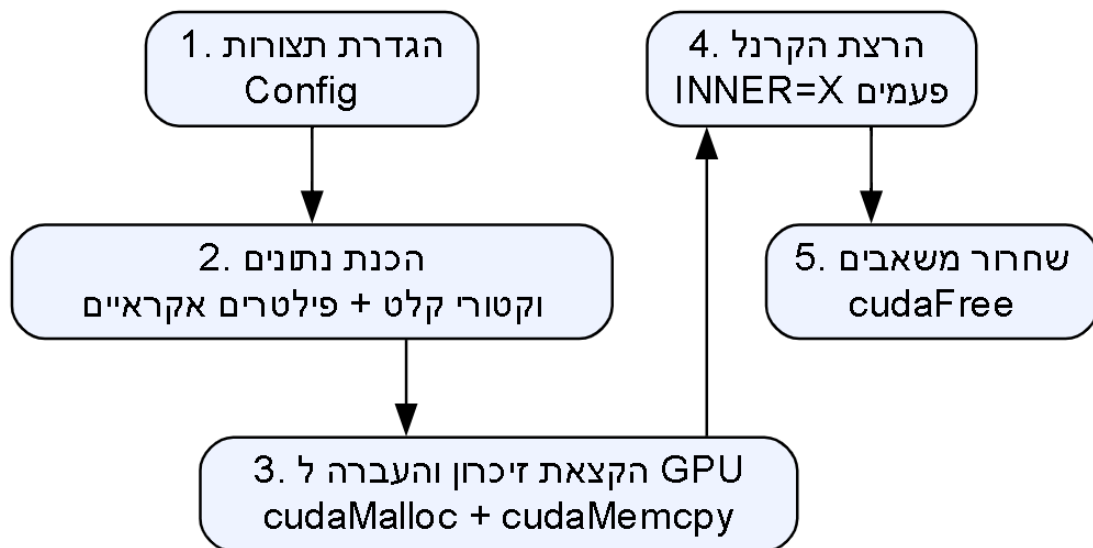 1. הגדרת תצורות
Config
2. הכנת נתונים
וקטורי קלט + פילטרים אקראיים
3. הקצאת זיכרון והעברה ל GPU
cudaMalloc + cudaMemcpy
4. הרצת הקרנל
INNER=X פעמים
5. שחרור משאבים
cudaFree